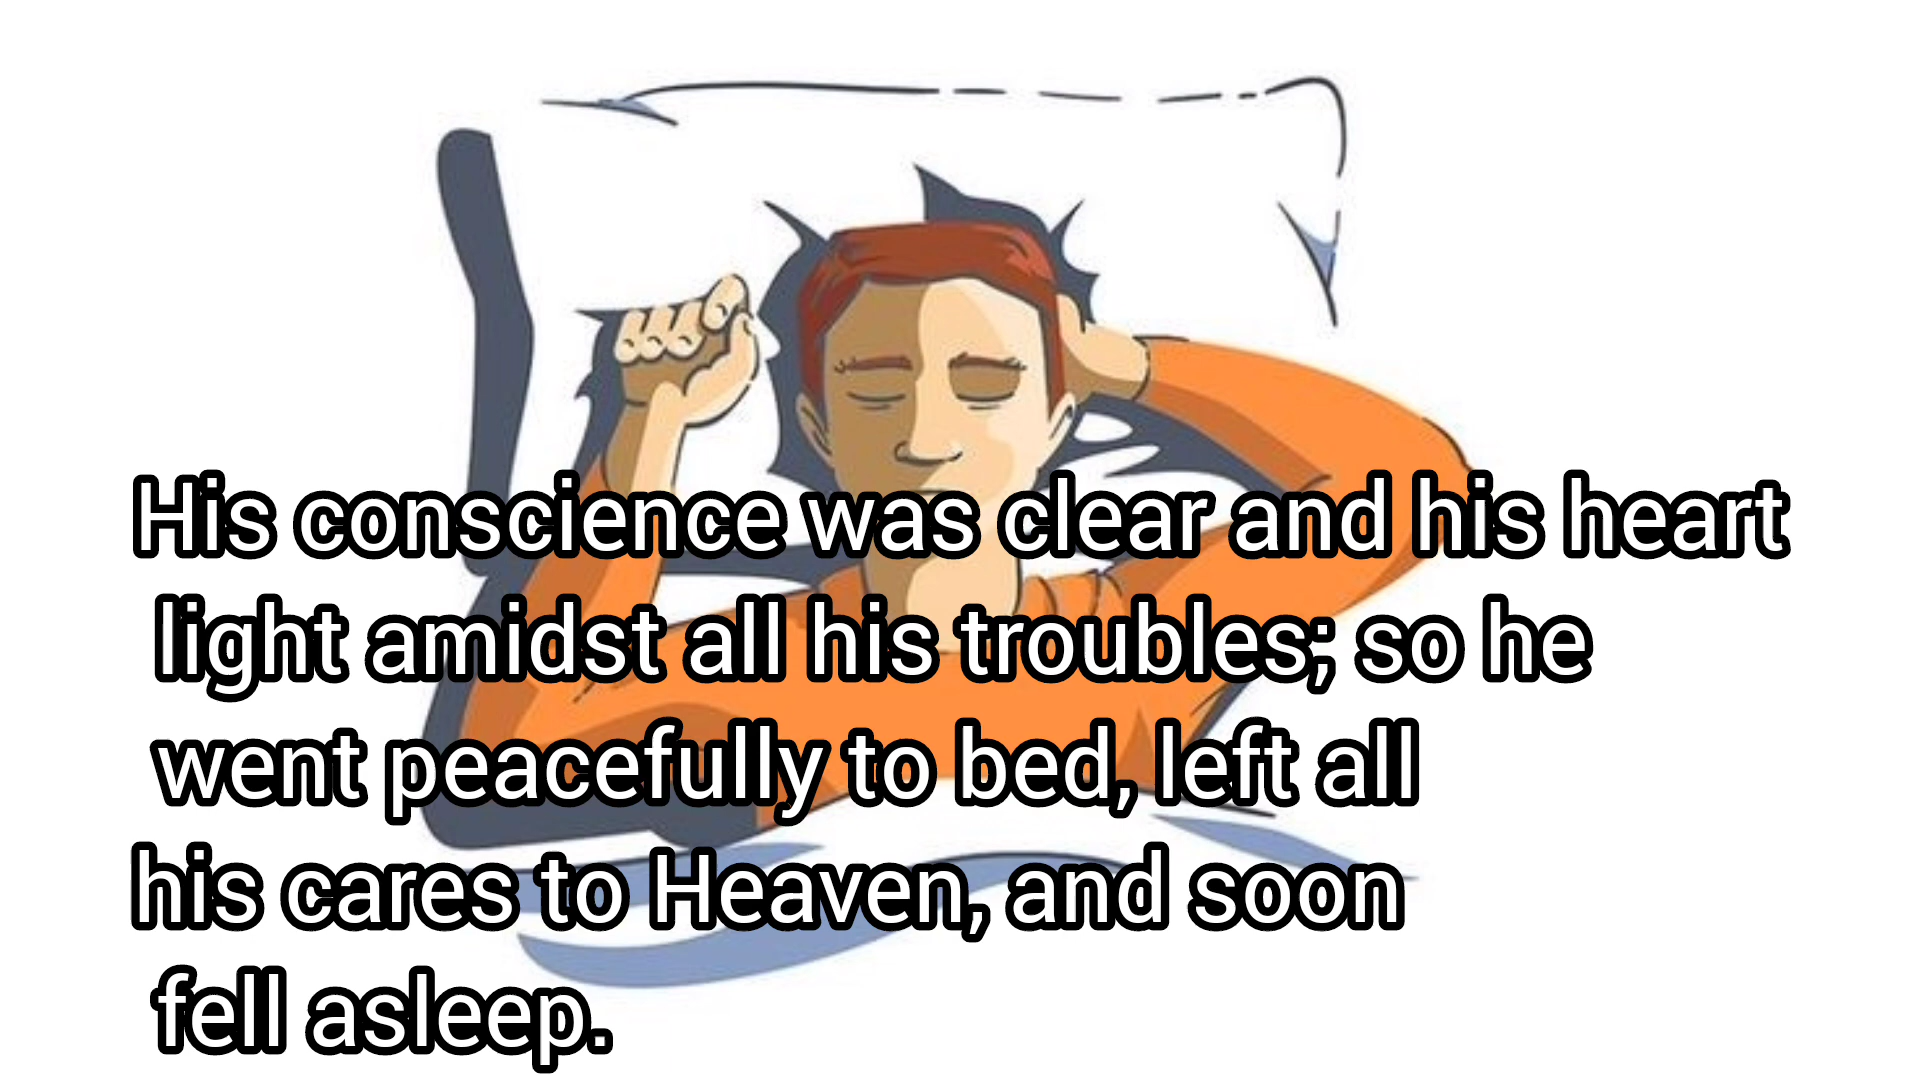 His conscience was clear and his heart
light amidst all his troubles; so he
went peacefully to bed, left all
his cares to Heaven, and soon
fell asleep.